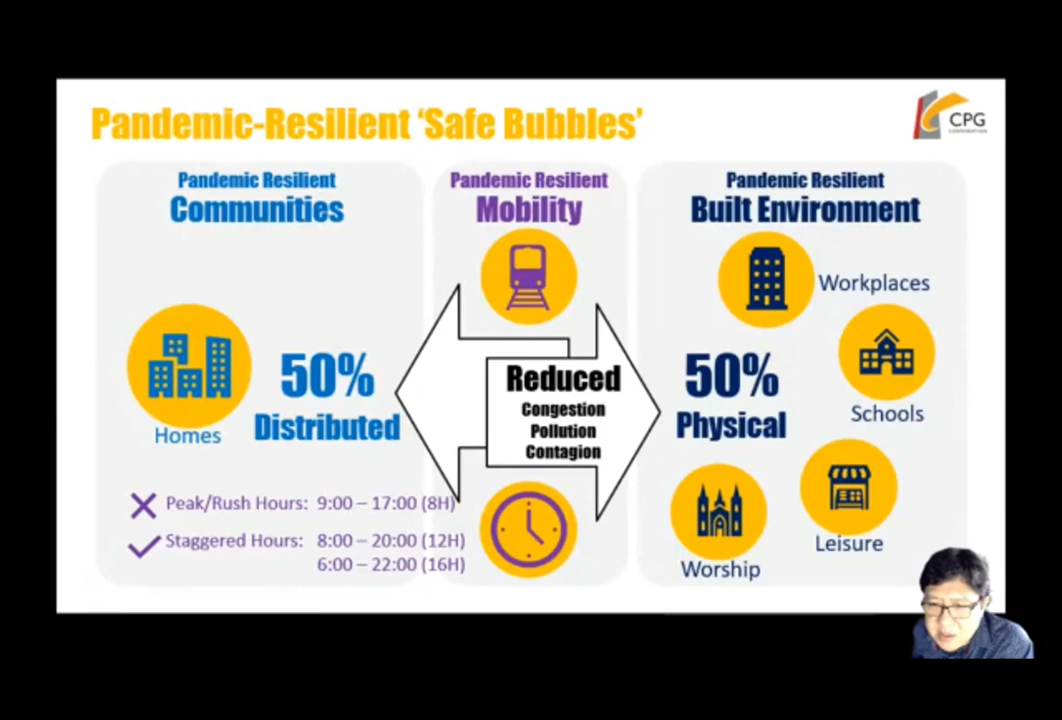 Pandemic-Resilient ‘Safe Bubbles’
CPG
CORPORATION
Pandemic Resilient
Communities
Homes
50%
Distributed
Peak/Rush Hours: 9:00 – 17:00 (8H)
Staggered Hours: 8:00 – 20:00 (12H)
6:00 – 22:00 (16H)
Pandemic Resilient
Mobility
Reduced
Congestion
Pollution
Contagion
Pandemic Resilient
Built Environment
Workplaces
50%
Physical
Schools
Leisure
Worship